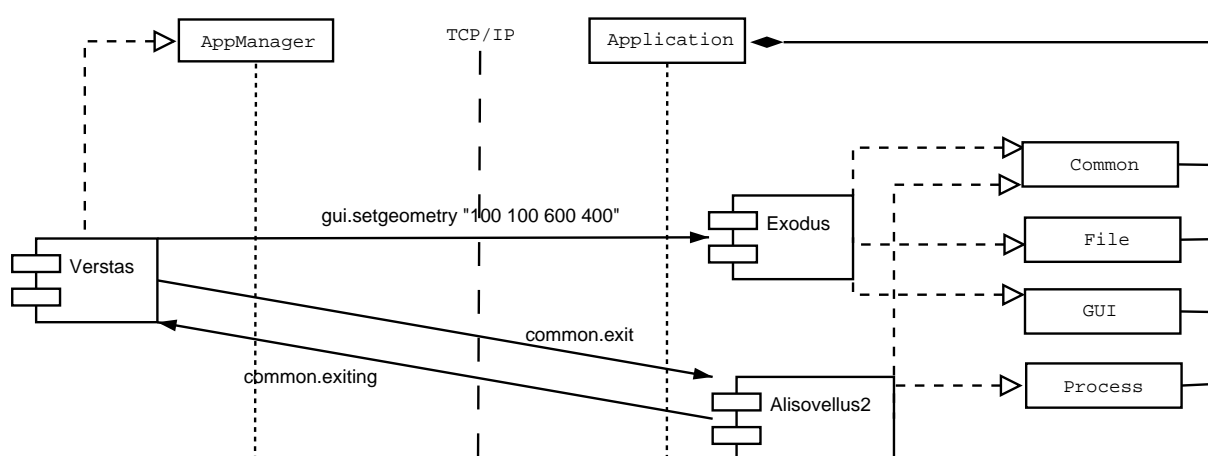 AppManager
TCP/IP
Application
Common
gui.setgeometry "100 100 600 400"
Exodus
File
Verstas
GUI
common.exit
common.exiting
Process
Alisovellus2